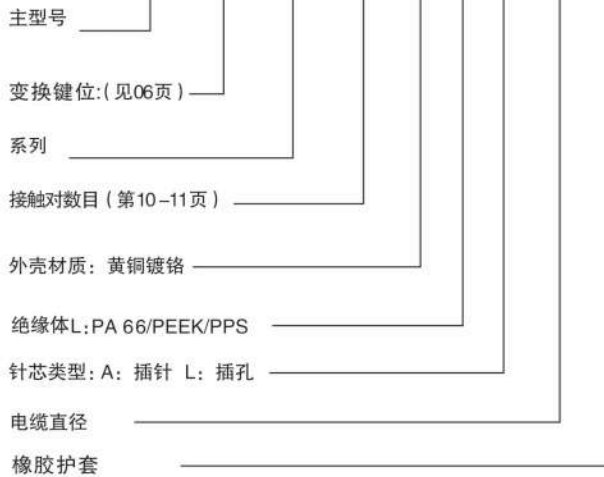 主型号
变换键位:(见06页)
系列
接触对数目(第10–11页)
外壳材质：黄铜镀铬
绝缘体L:PA 66/PEEK/PPS
针芯类型：A：插针 L：插孔
电缆直径
橡胶护套